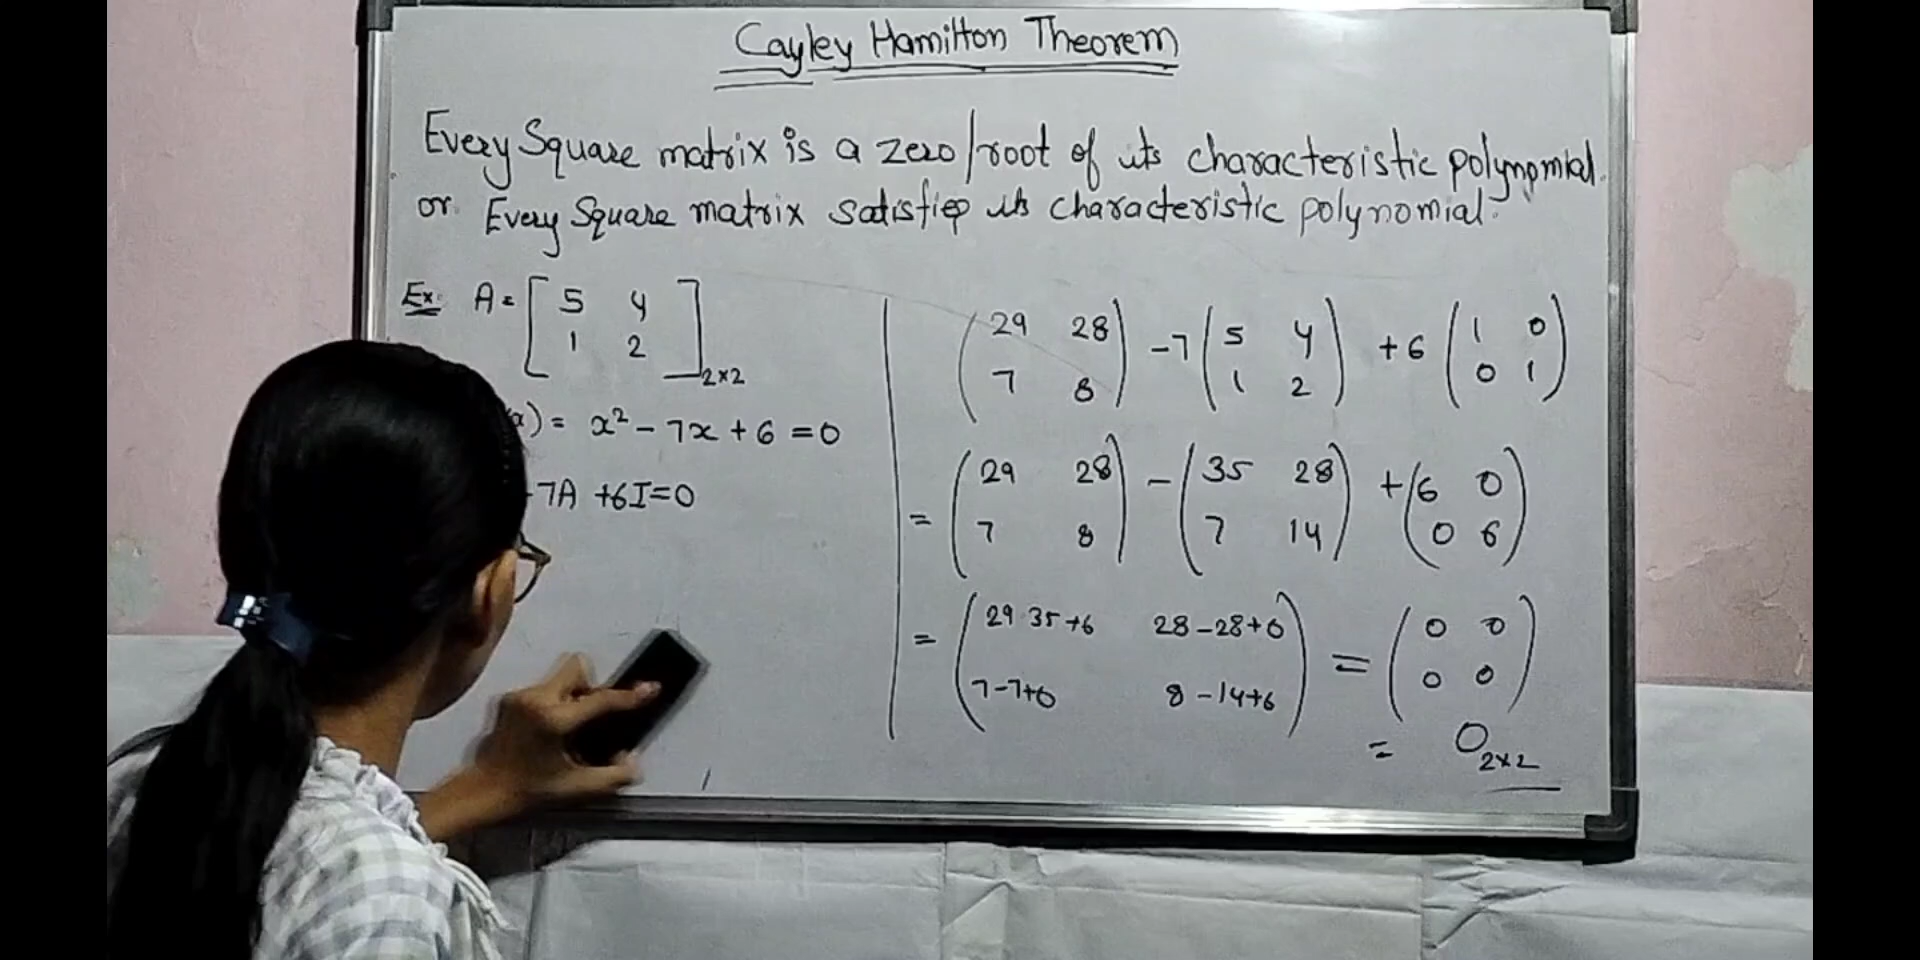 Cayley Hamilton Theorem
Every Square matrix is a zero/root of its characteristic polynomial.
or Every Square matrix satisfies its characteristic polynomial.
Ex: A = [ 5 4
1 2 ]2×2
x) = x² - 7x + 6 = 0
- 7A + 6I = 0
( 29 28
7 8 ) - 7 ( 5 4
1 2 ) + 6 ( 1 0
0 1 )
= ( 29 28
7 8 ) - ( 35 28
7 14 ) + ( 6 0
0 6 )
= ( 29-35+6 28-28+0
7-7+0 8-14+6 ) = ( 0 0
0 0 )
= O2×2